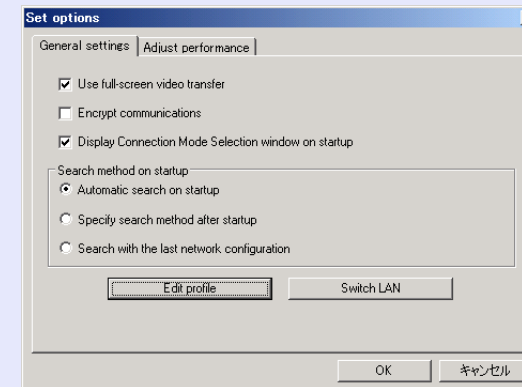 Set options
General settings Adjust performance
Use full-screen video transfer
Encrypt communications
Display Connection Mode Selection window on startup
Search method on startup
Automatic search on startup
Specify search method after startup
Search with the last network configuration
Edit profile Switch LAN
OK キャンセル